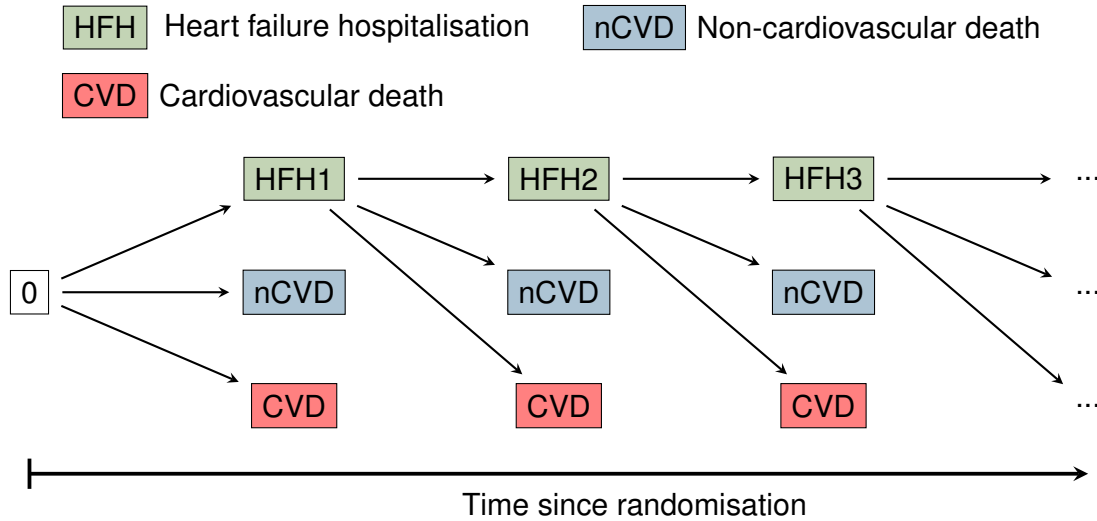 HFH Heart failure hospitalisation nCVD Non-cardiovascular death
CVD Cardiovascular death
HFH1 HFH2 HFH3 ...
0 nCVD nCVD nCVD ...
CVD CVD CVD ...
Time since randomisation